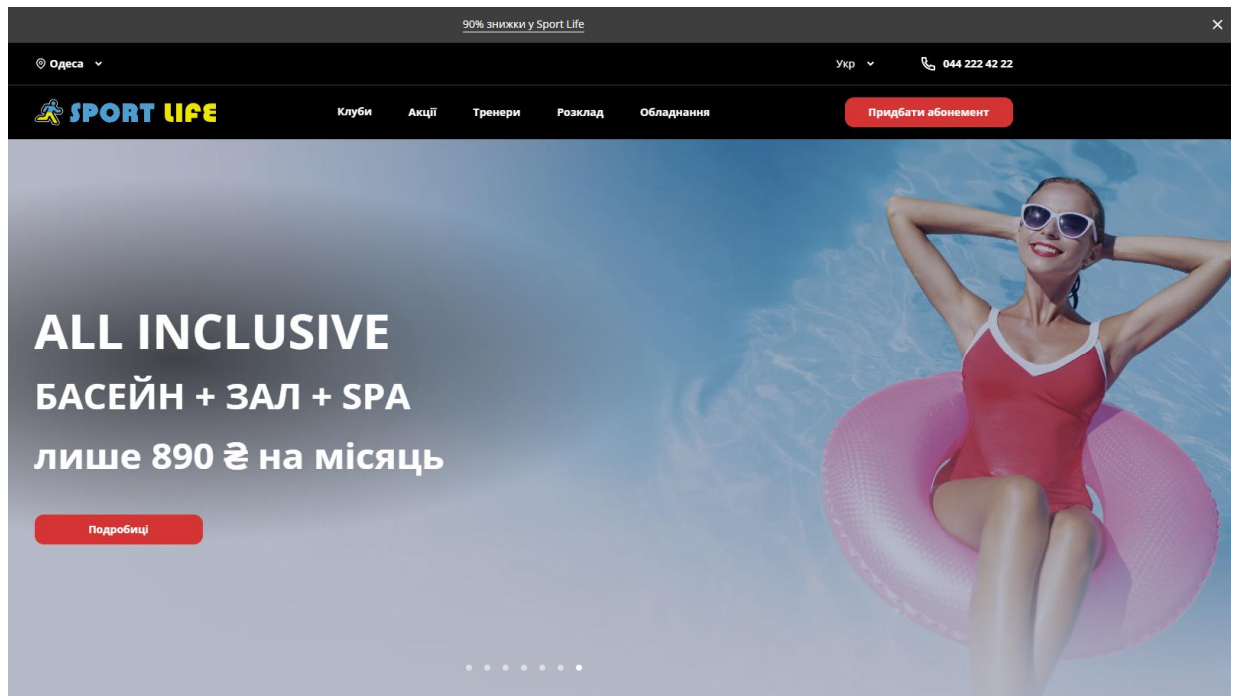 90% знижки у Sport Life
Одеса
Укр
044 222 42 22
SPORT LIFE
Клуби
Акції
Тренери
Розклад
Обладнання
Придбати абонемент
ALL INCLUSIVE
БАСЕЙН + ЗАЛ + SPA
лише 890 ₴ на місяць
Подробиці